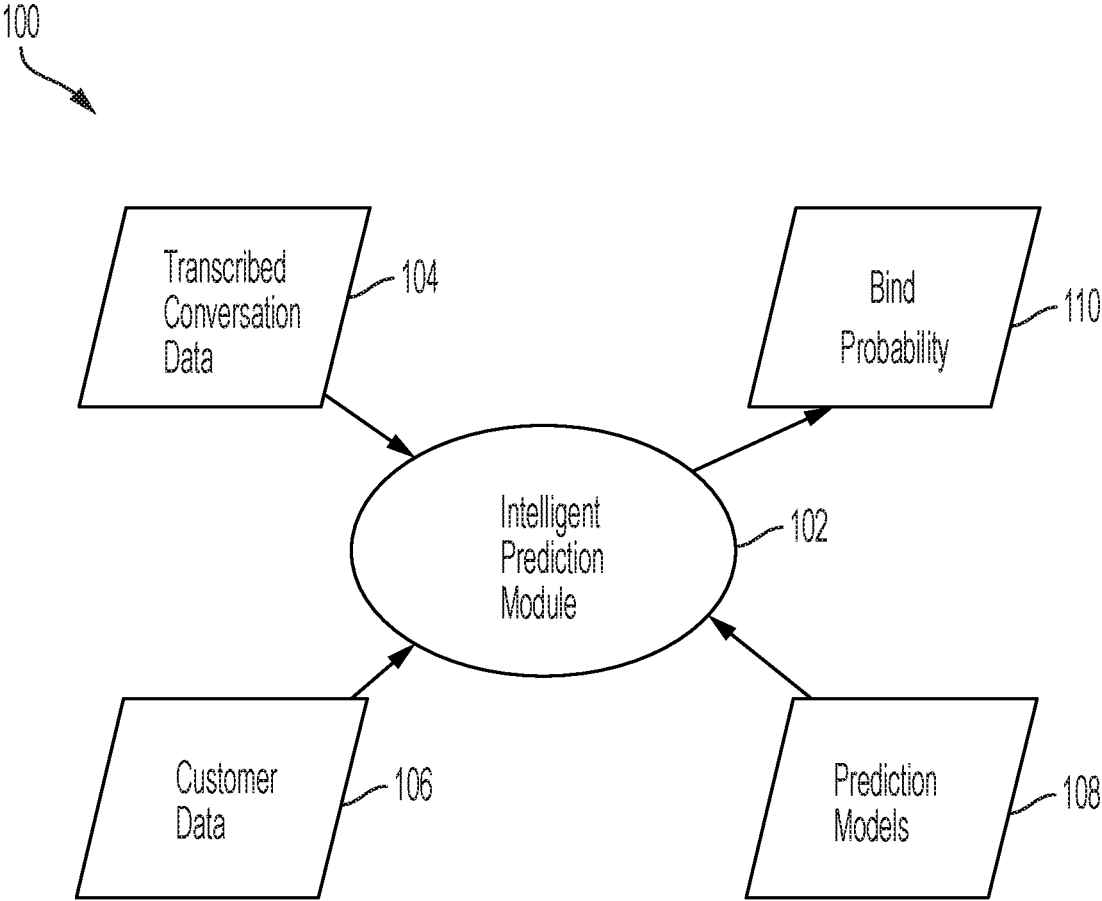 100
Transcribed
Conversation
Data
104
Bind
Probability
110
Intelligent
Prediction
Module
102
Customer
Data
106
Prediction
Models
108